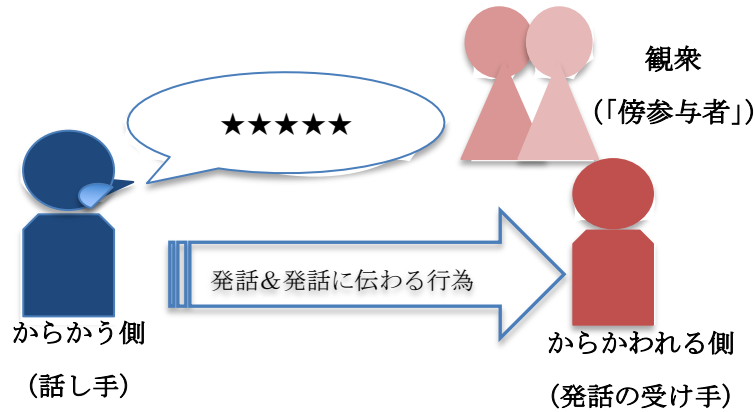 観衆
(「傍参与者」)
★★★★★
発話＆発話に伝わる行為
からかう側
(話し手)
からかわれる側
(発話の受け手)